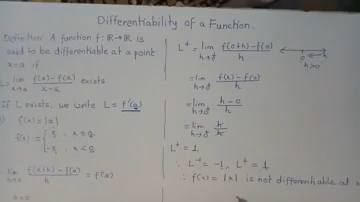 Differentiability of a Function.
Definition: A function f: ℝ→ℝ is
said to be differentiable at a point
x=a if
L= lim x→a f(x)-f(a) / x-a exists
If L exists, we write L = f'(a)
f(x)=|x|
f(x) = { x, x≥0.
-x, x<0.
lim h→0 f(a+h)-f(a) / h = f'(a)
L⁺ = lim h→0⁺ f(0+h)-f(0) / h
h>0
= lim h→0⁺ f(h)-f(0) / h
= lim h→0⁺ h-0 / h
= lim h→0⁺ h / h
L⁺ = 1
∴ L⁻ = -1, L⁺ = 1
∴ f(x) = |x| is not differentiable at